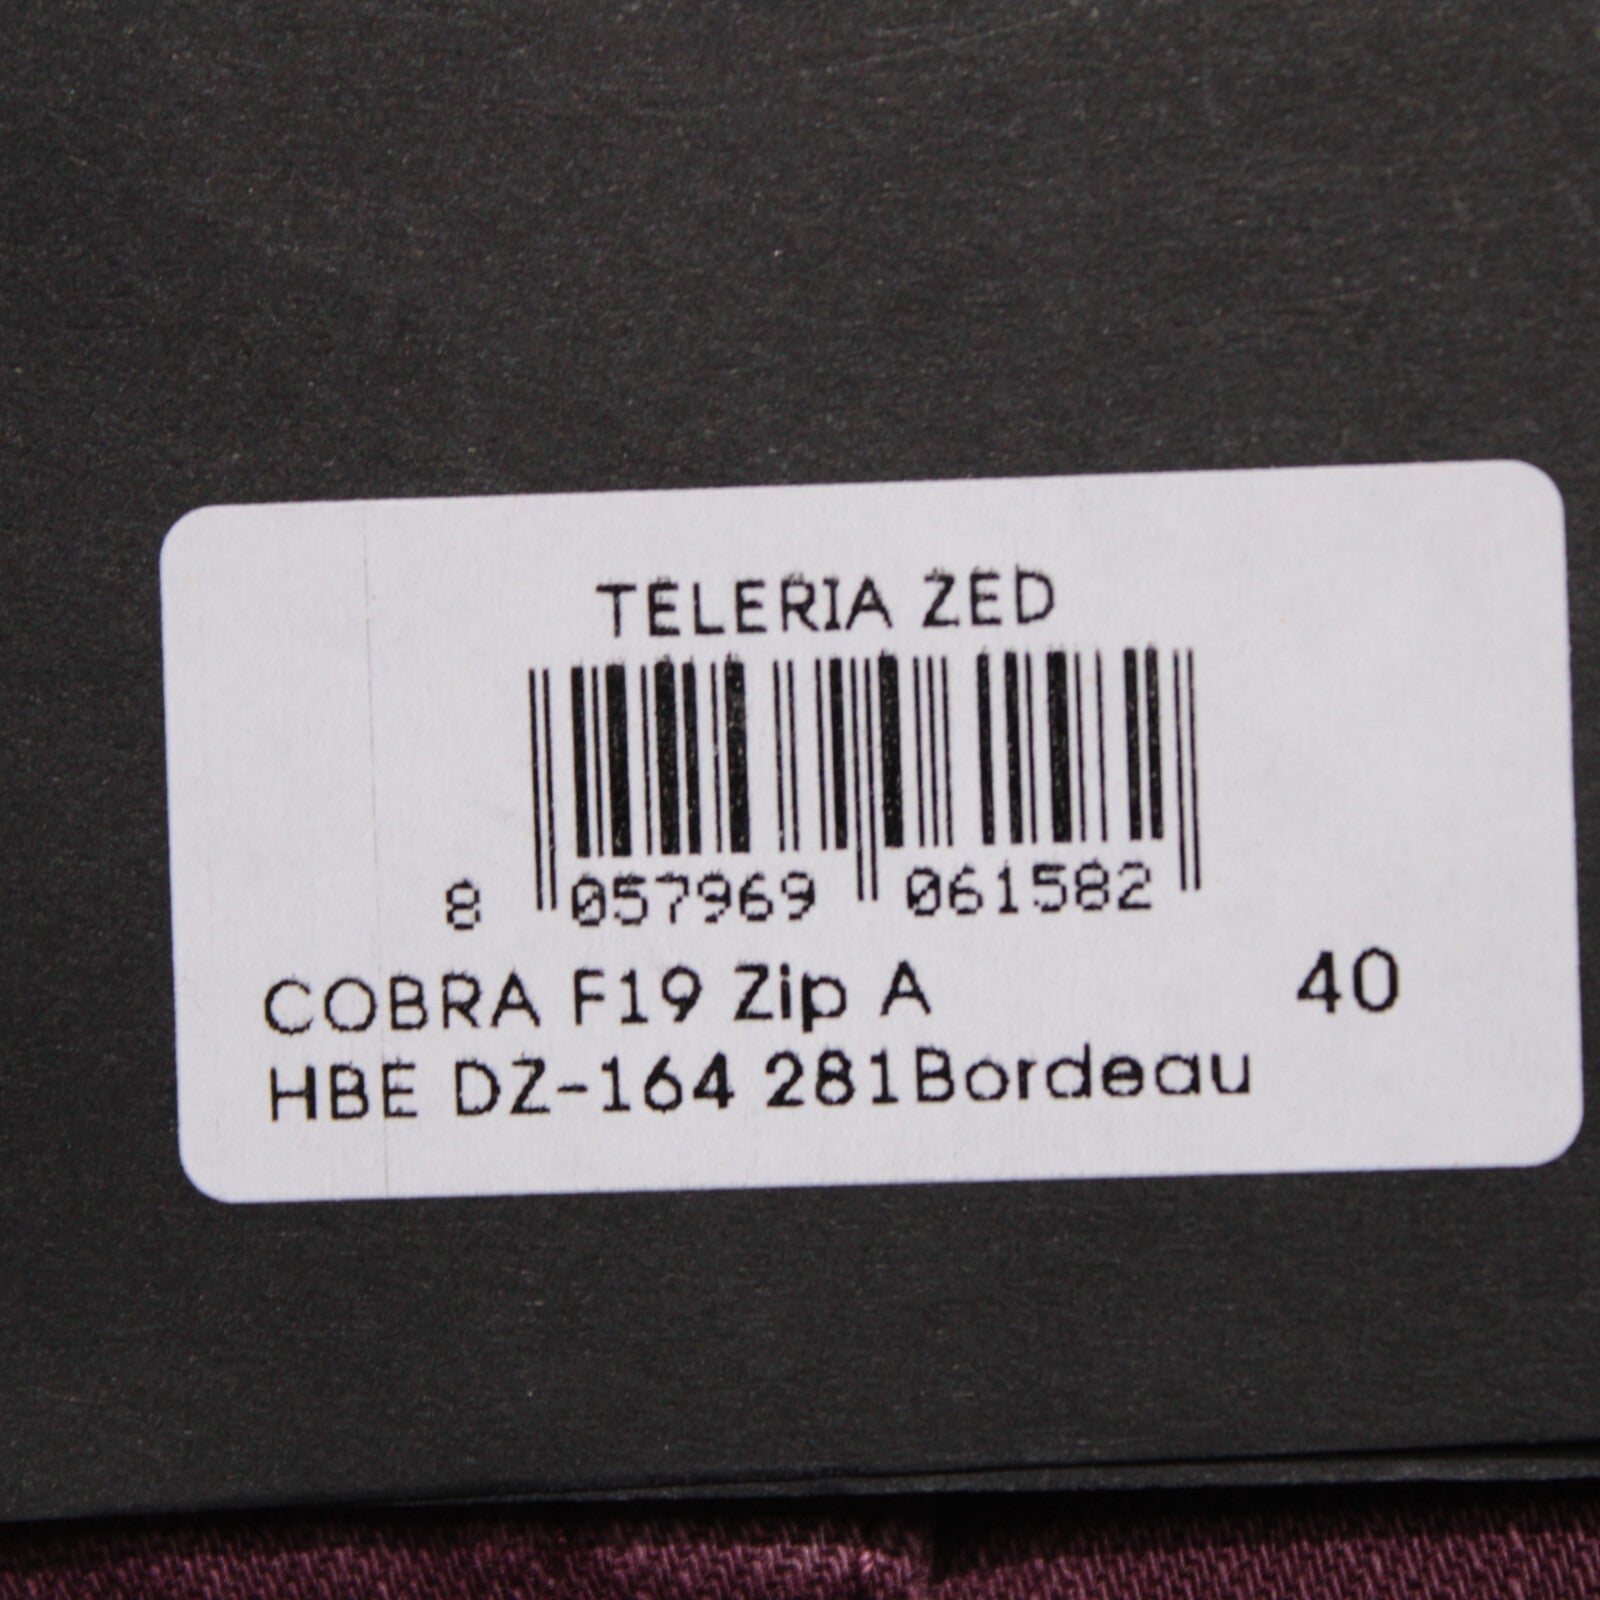 TELERIA ZED
8 057969 061582
COBRA F19 Zip A 40
HBE DZ-164 281Bordeau